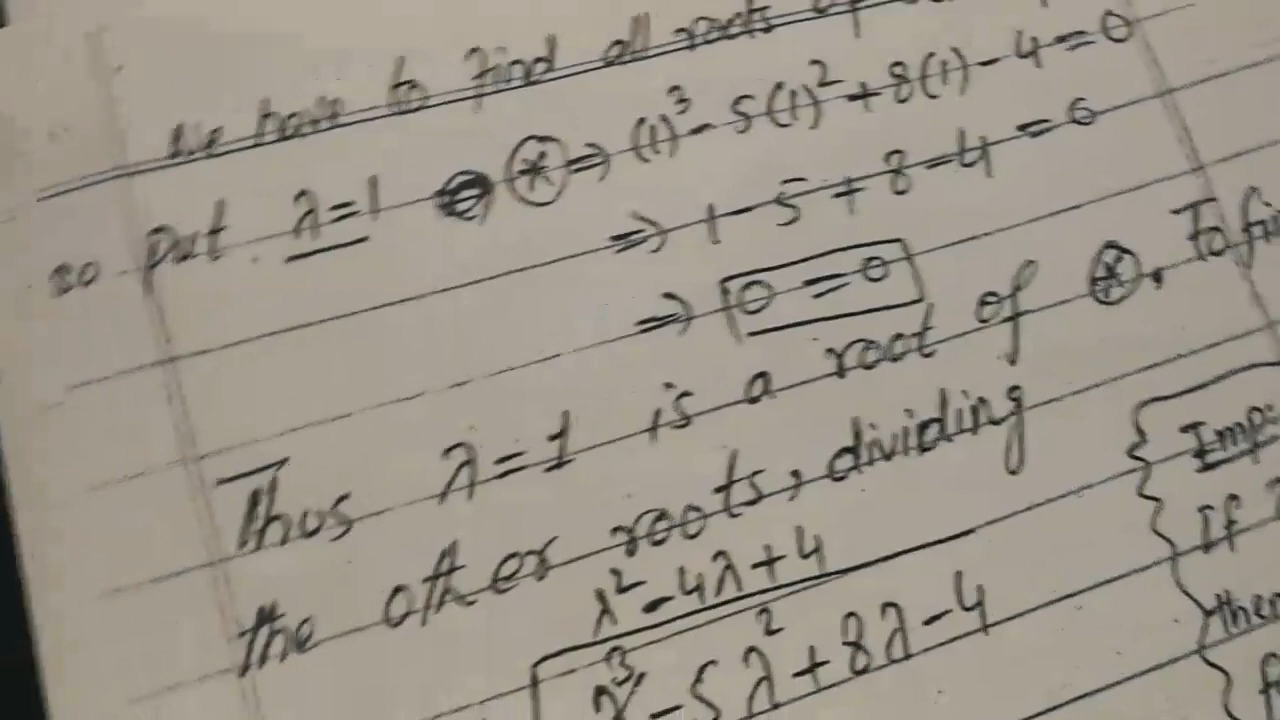 We have to find all roots of
so put λ=1 ⊛ ⇒ (1)³ - 5(1)² + 8(1) - 4 = 0
⇒ 1 - 5 + 8 - 4 = 0
⇒ 0 = 0
Thus λ=1 is a root of ⊛. To fi
the other roots, dividing
λ² - 4λ + 4
λ³ - 5λ² + 8λ - 4
{ Imp
If
then